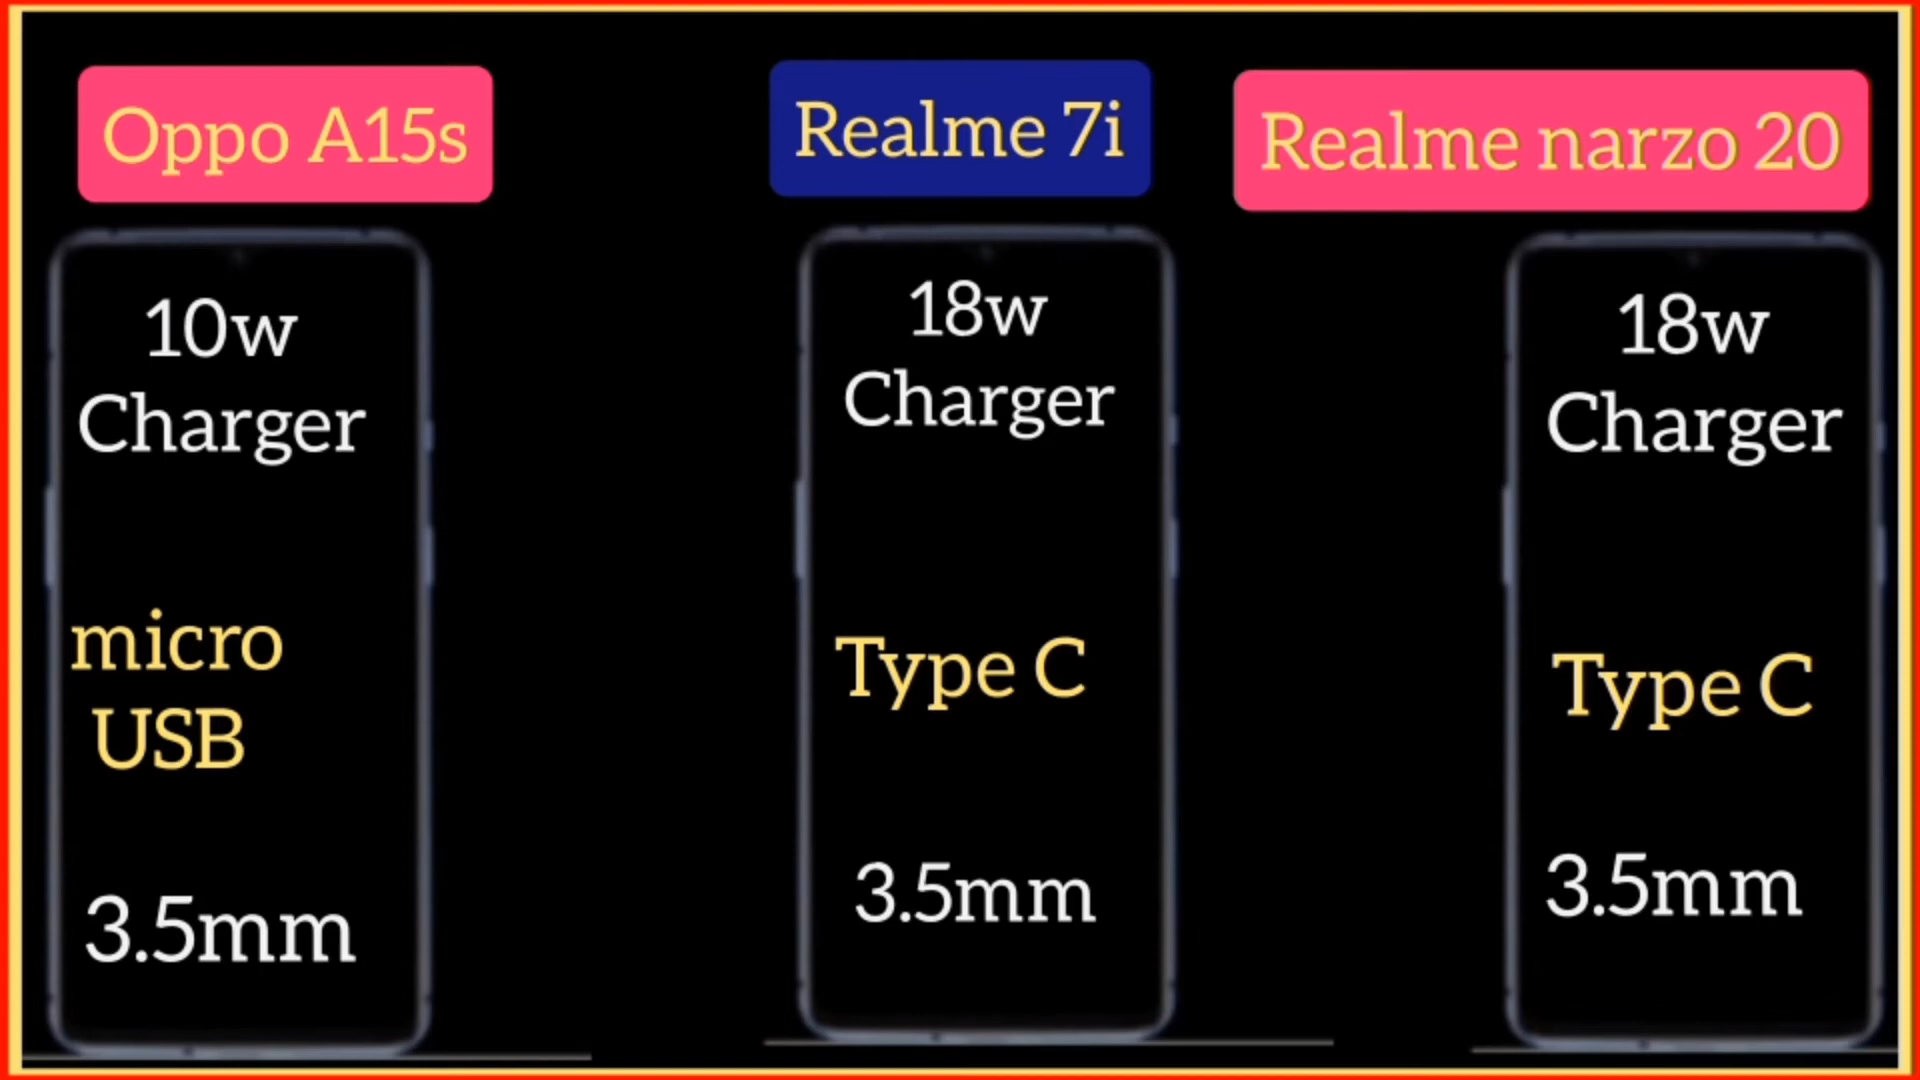 Oppo A15s
10w
Charger
micro
USB
3.5mm
Realme 7i
18w
Charger
Type C
3.5mm
Realme narzo 20
18w
Charger
Type C
3.5mm